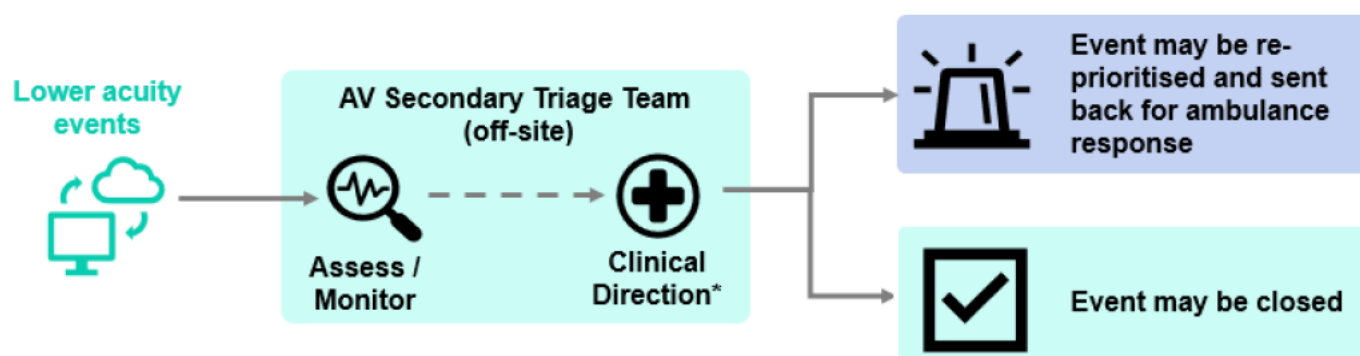 Lower acuity
events
AV Secondary Triage Team
(off-site)
Assess /
Monitor
Clinical
Direction*
Event may be re-
prioritised and sent
back for ambulance
response
Event may be closed